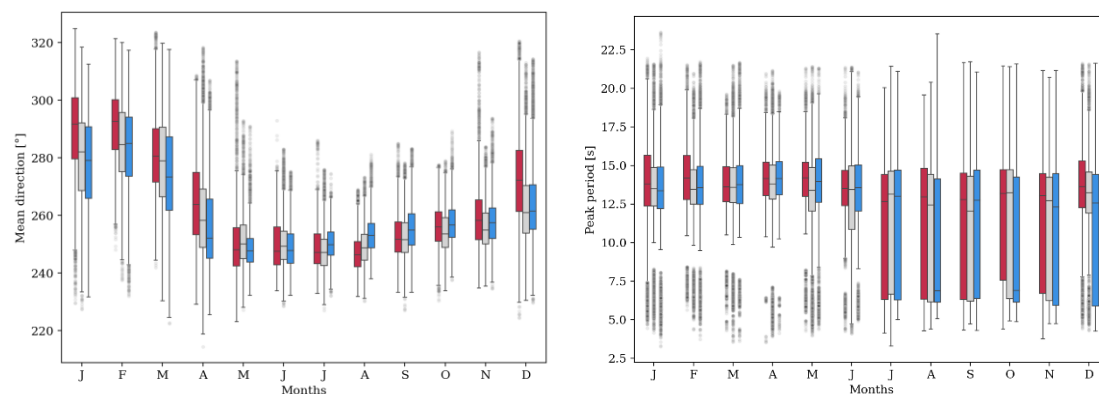 Mean direction [°]
320
300
280
260
240
220
J F M A M J J A S O N D
Months
Peak period [s]
22.5
20.0
17.5
15.0
12.5
10.0
7.5
5.0
2.5
J F M A M J J A S O N D
Months